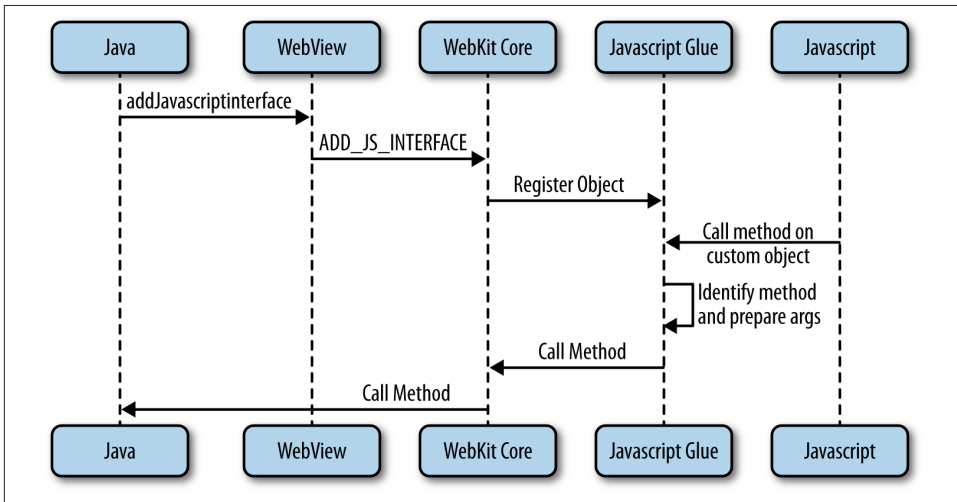 Java
WebView
WebKit Core
Javascript Glue
Javascript
addJavascriptinterface
ADD_JS_INTERFACE
Register Object
Call method on
custom object
Identify method
and prepare args
Call Method
Call Method
Java
WebView
WebKit Core
Javascript Glue
Javascript